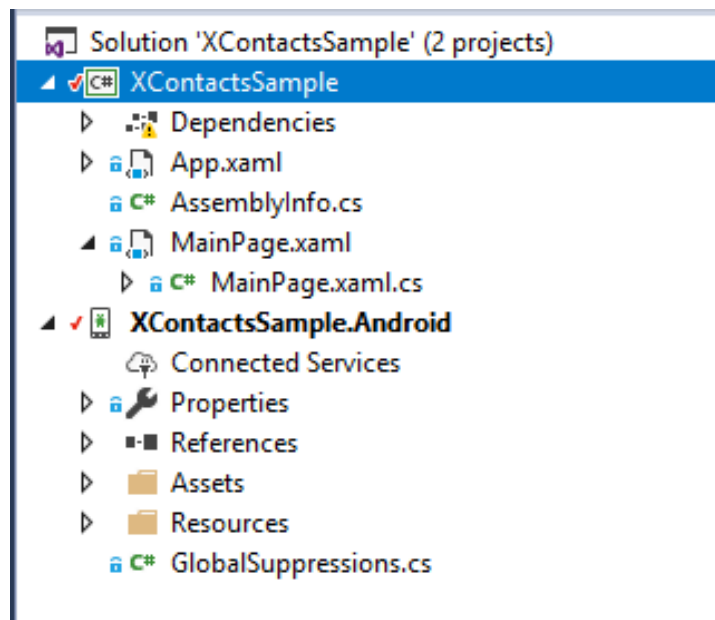 Solution 'XContactsSample' (2 projects)
C# XContactsSample
Dependencies
App.xaml
C# AssemblyInfo.cs
MainPage.xaml
C# MainPage.xaml.cs
XContactsSample.Android
Connected Services
Properties
References
Assets
Resources
C# GlobalSuppressions.cs